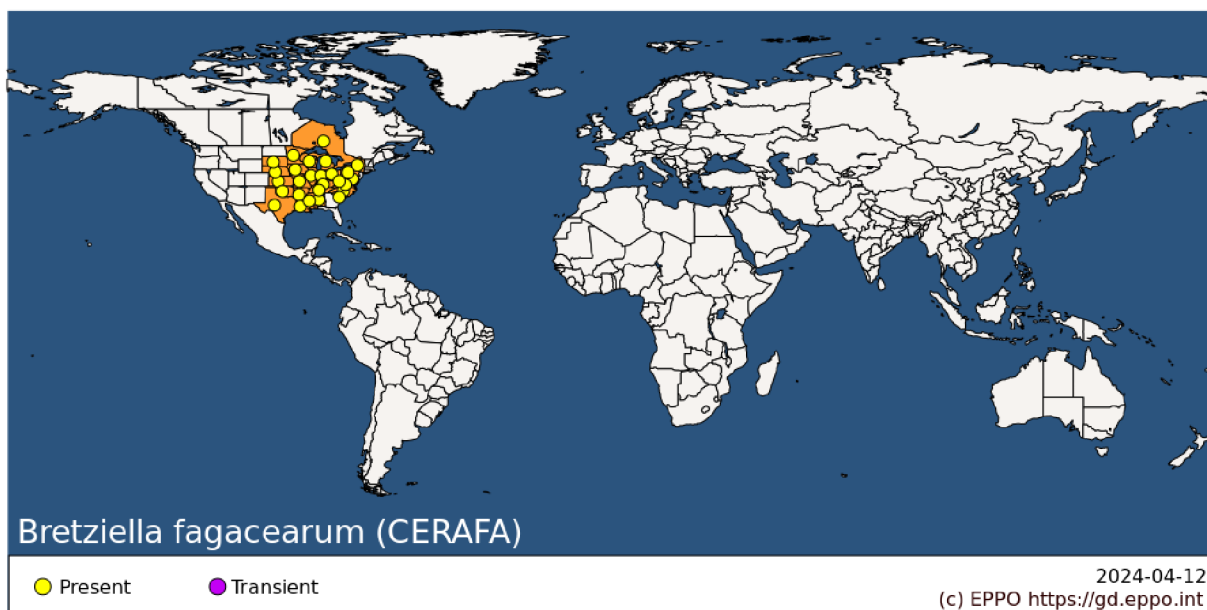 Bretziella fagacearum (CERAFA)
Present
Transient
2024-04-12
(c) EPPO https://gd.eppo.int